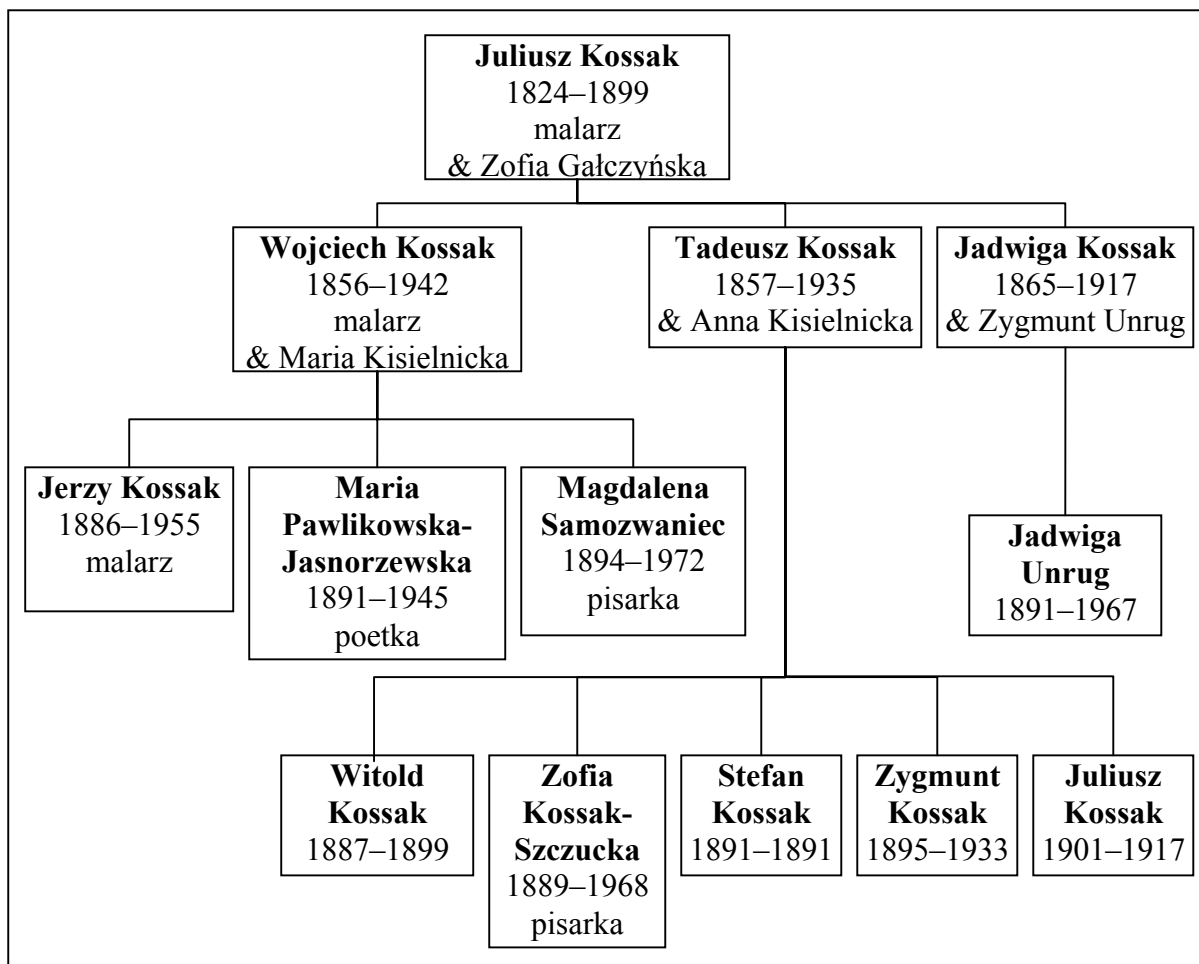 Juliusz Kossak
1824–1899
malarz
& Zofia Gałczyńska
Wojciech Kossak
1856–1942
malarz
& Maria Kisielnicka
Tadeusz Kossak
1857–1935
& Anna Kisielnicka
Jadwiga Kossak
1865–1917
& Zygmunt Unrug
Jerzy Kossak
1886–1955
malarz
Maria
Pawlikowska-
Jasnorzewska
1891–1945
poetka
Magdalena
Samozwaniec
1894–1972
pisarka
Jadwiga
Unrug
1891–1967
Witold
Kossak
1887–1899
Zofia
Kossak-
Szczucka
1889–1968
pisarka
Stefan
Kossak
1891–1891
Zygmunt
Kossak
1895–1933
Juliusz
Kossak
1901–1917